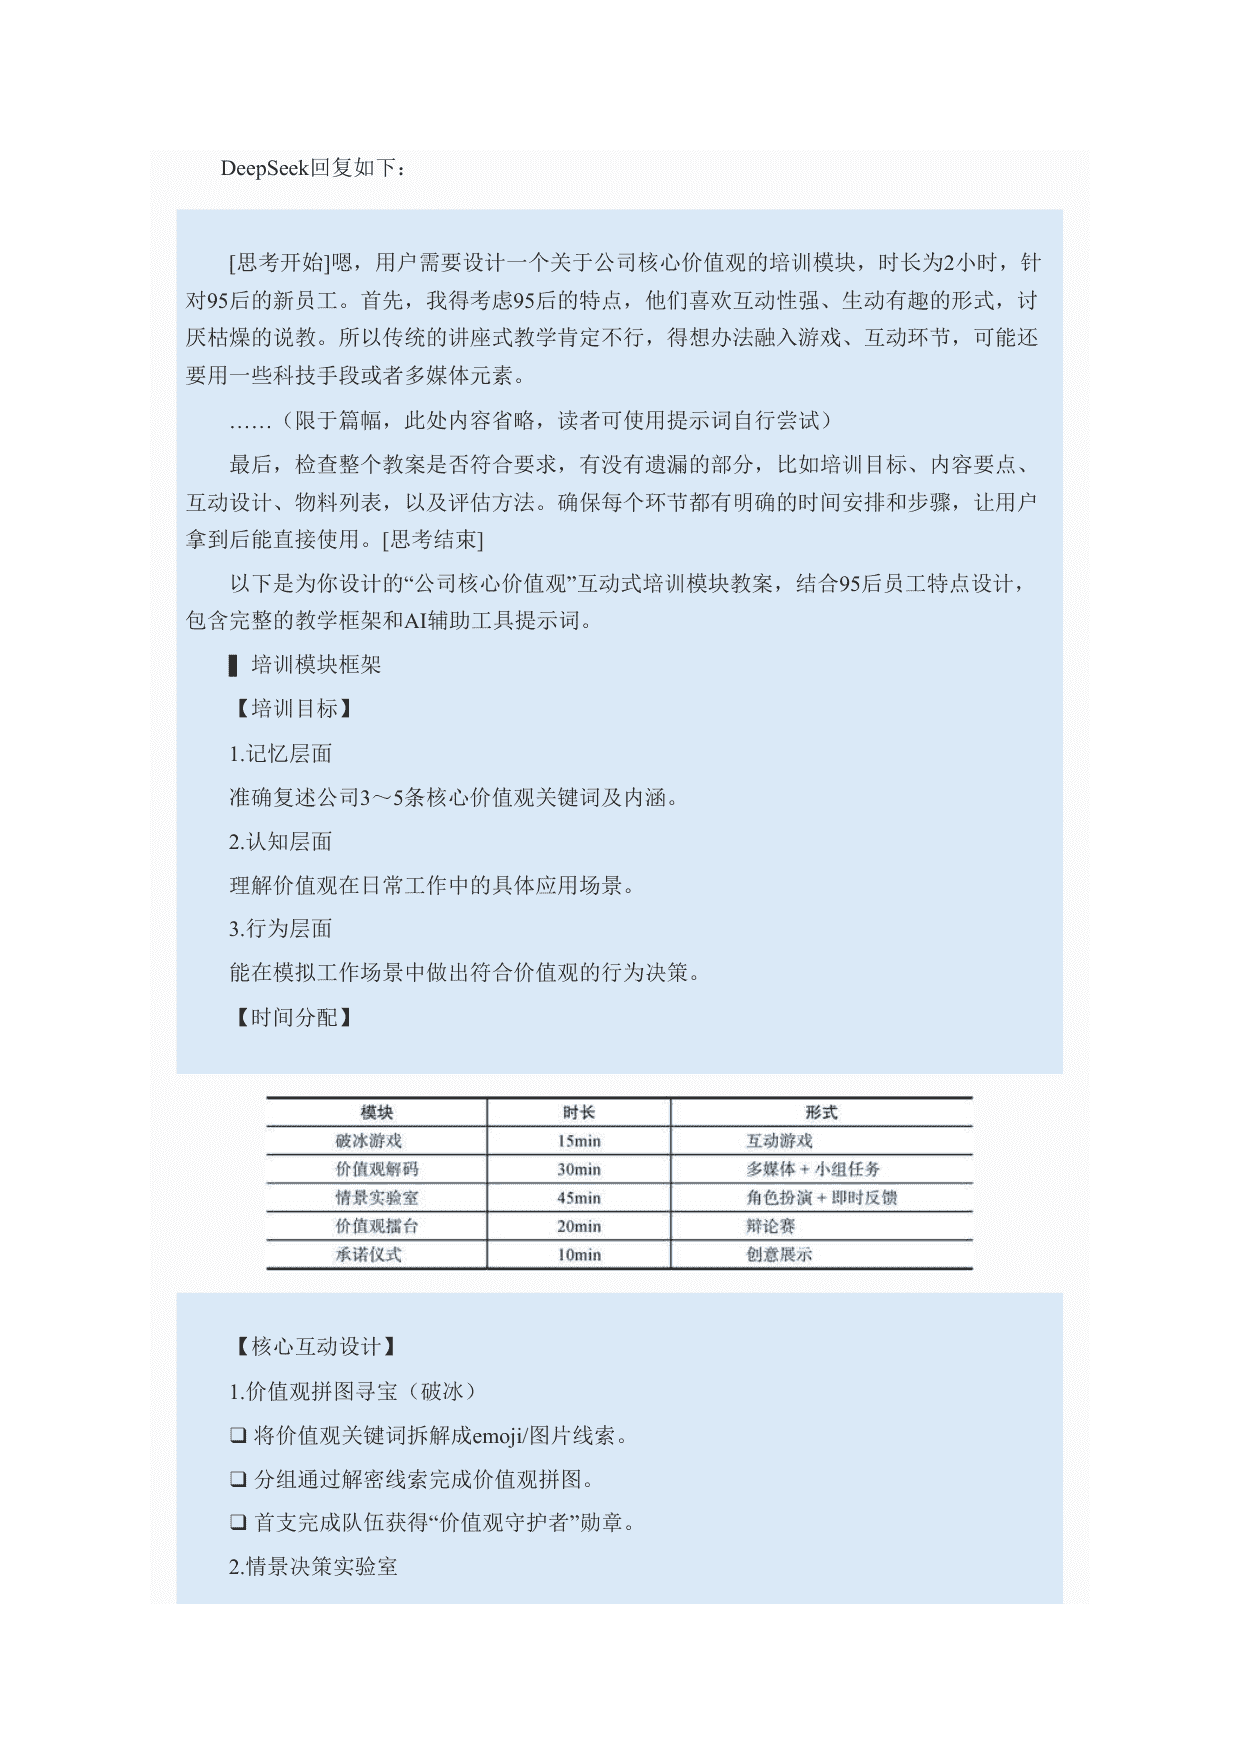 DeepSeek回复如下：
[思考开始]嗯，用户需要设计一个关于公司核心价值观的培训模块，时长为2小时，针
对95后的新员工。首先，我得考虑95后的特点，他们喜欢互动性强、生动有趣的形式，讨
厌枯燥的说教。所以传统的讲座式教学肯定不行，得想办法融入游戏、互动环节，可能还
要用一些科技手段或者多媒体元素。
……（限于篇幅，此处内容省略，读者可使用提示词自行尝试）
最后，检查整个教案是否符合要求，有没有遗漏的部分，比如培训目标、内容要点、
互动设计、物料列表，以及评估方法。确保每个环节都有明确的时间安排和步骤，让用户
拿到后能直接使用。[思考结束]
以下是为你设计的“公司核心价值观”互动式培训模块教案，结合95后员工特点设计，
包含完整的教学框架和AI辅助工具提示词。
▌ 培训模块框架
【培训目标】
1.记忆层面
准确复述公司3～5条核心价值观关键词及内涵。
2.认知层面
理解价值观在日常工作中的具体应用场景。
3.行为层面
能在模拟工作场景中做出符合价值观的行为决策。
【时间分配】
模块 时长 形式
破冰游戏 15min 互动游戏
价值观解码 30min 多媒体 + 小组任务
情景实验室 45min 角色扮演 + 即时反馈
价值观擂台 20min 辩论赛
承诺仪式 10min 创意展示
【核心互动设计】
1.价值观拼图寻宝（破冰）
❏ 将价值观关键词拆解成emoji/图片线索。
❏ 分组通过解密线索完成价值观拼图。
❏ 首支完成队伍获得“价值观守护者”勋章。
2.情景决策实验室